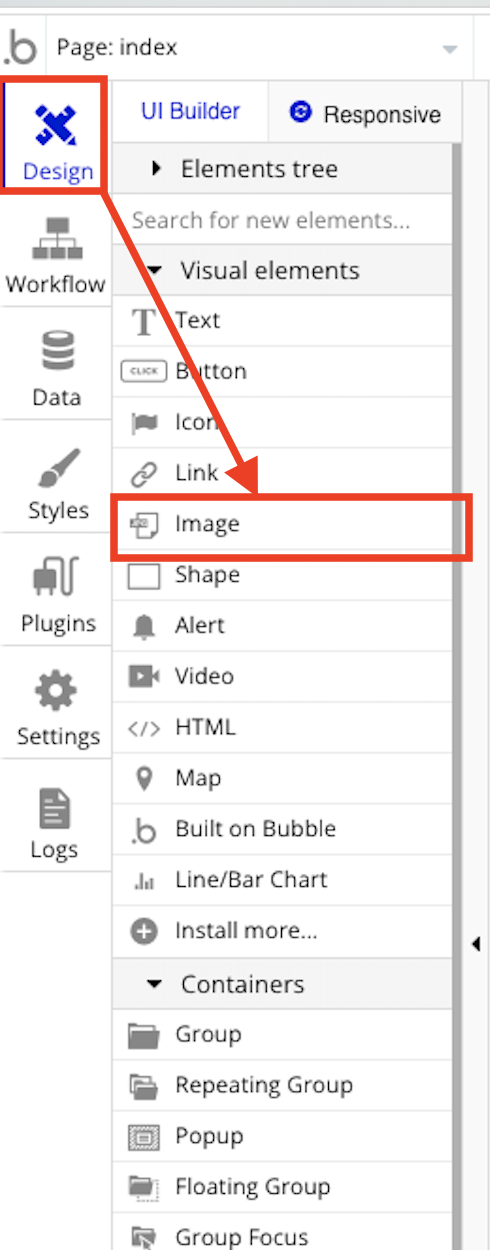 .b Page: index
UI Builder
Responsive
Design
Elements tree
Search for new elements...
Visual elements
Workflow
Text
CLICK Button
Data
Icon
Link
Styles
Image
Shape
Plugins
Alert
Video
Settings
</> HTML
Map
.b Built on Bubble
Logs
Line/Bar Chart
Install more...
Containers
Group
Repeating Group
Popup
Floating Group
Group Focus